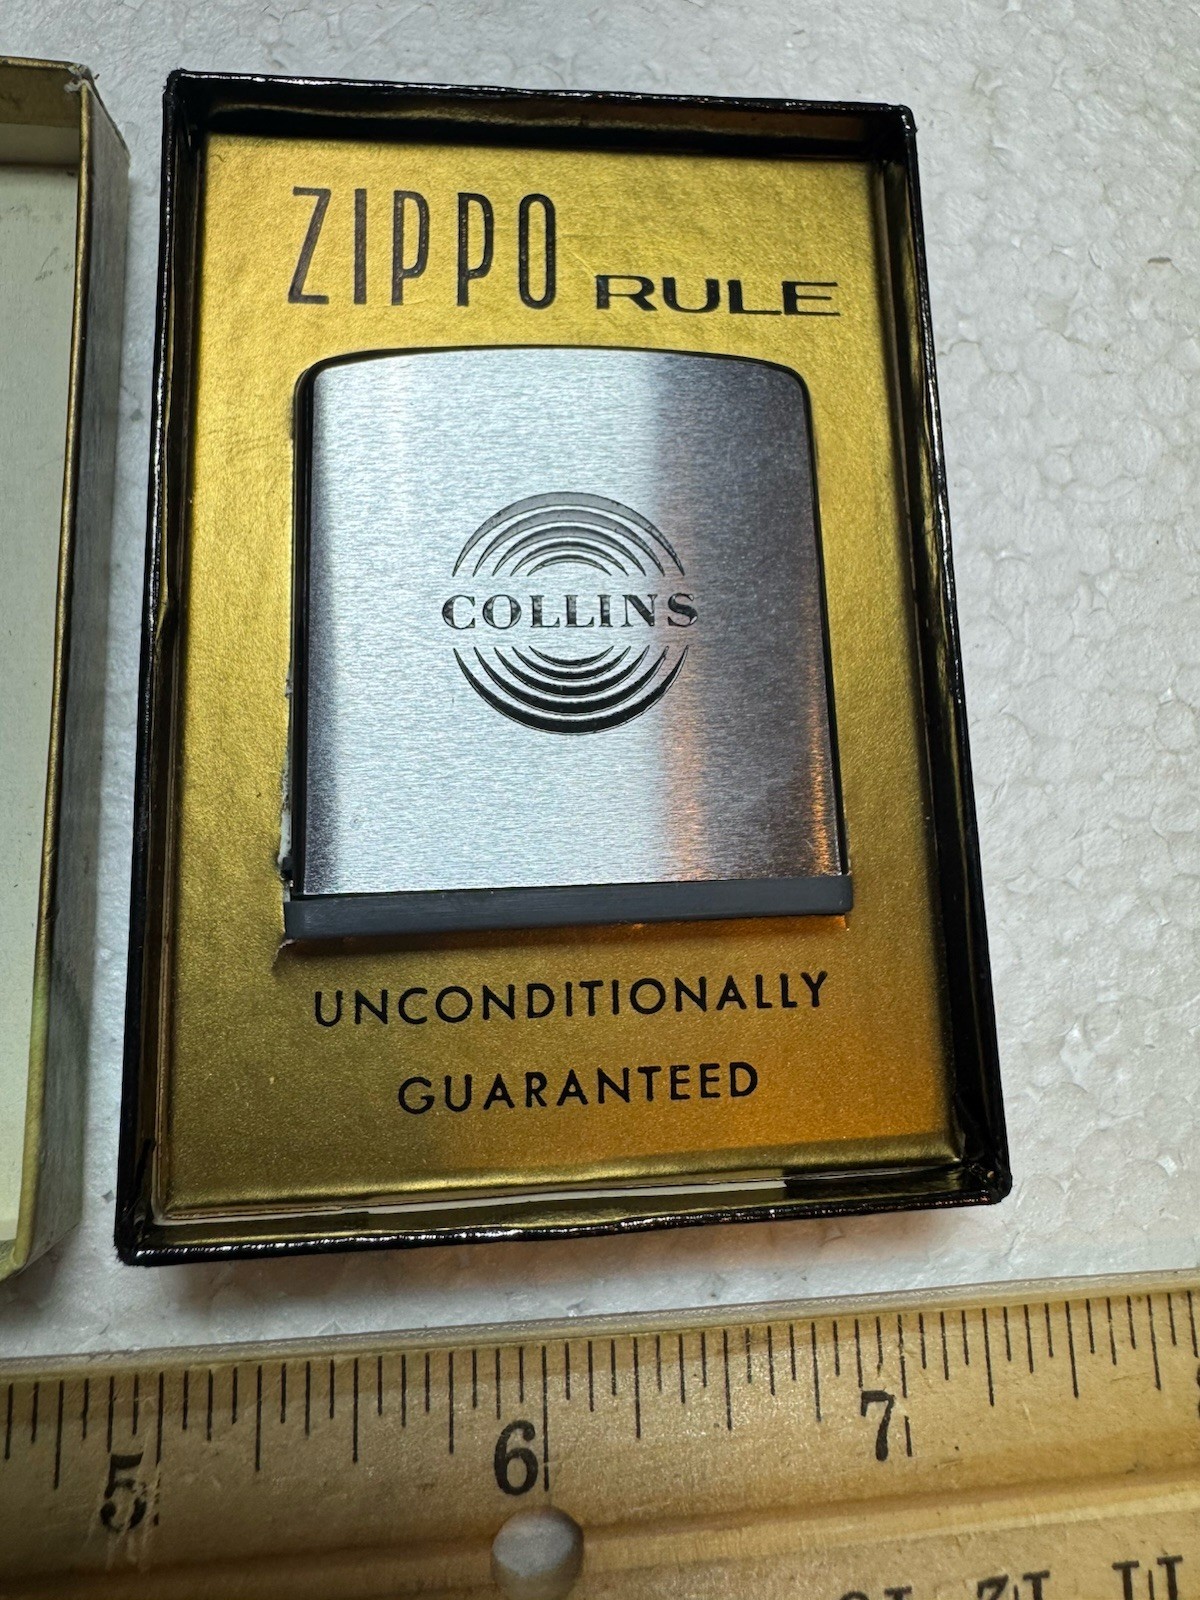 ZIPPO RULE
COLLINS
UNCONDITIONALLY
GUARANTEED
5 6 7